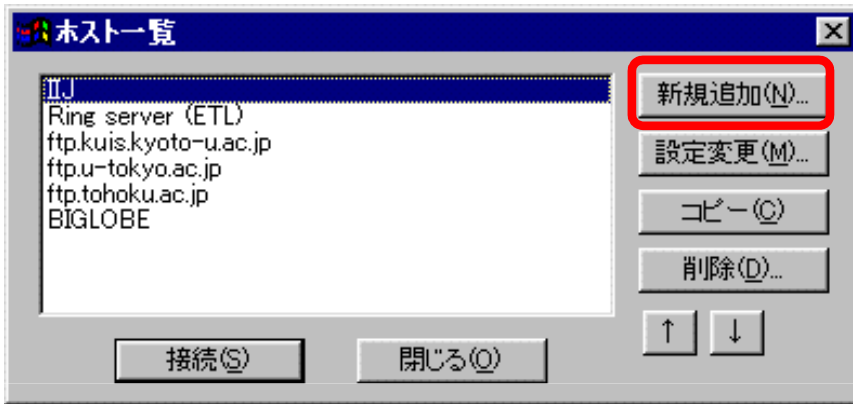 ホスト一覧
IIJ
Ring server (ETL)
ftp.kuis.kyoto-u.ac.jp
ftp.u-tokyo.ac.jp
ftp.tohoku.ac.jp
BIGLOBE
新規追加(N)...
設定変更(M)...
コピー(C)
削除(D)...
↑ ↓
接続(S) 閉じる(O)